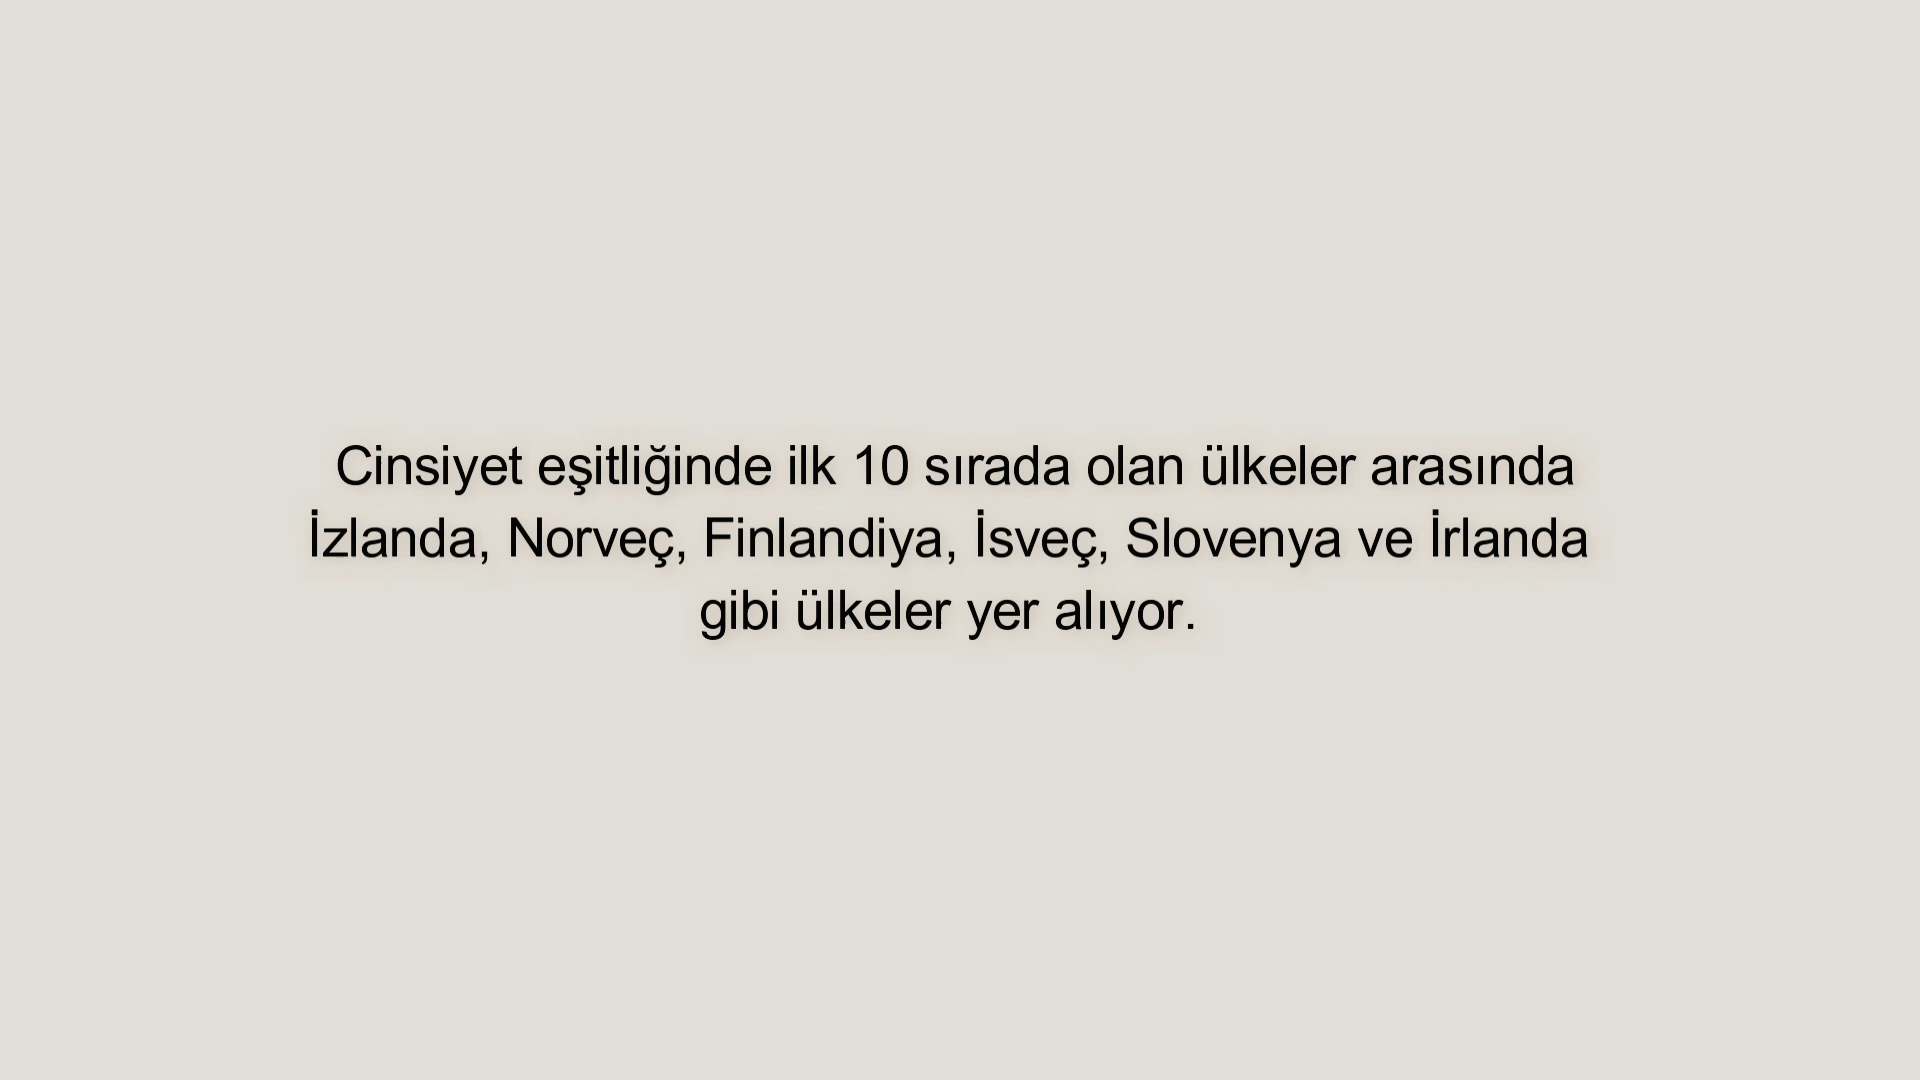 Cinsiyet eşitliğinde ilk 10 sırada olan ülkeler arasında
İzlanda, Norveç, Finlandiya, İsveç, Slovenya ve İrlanda
gibi ülkeler yer alıyor.